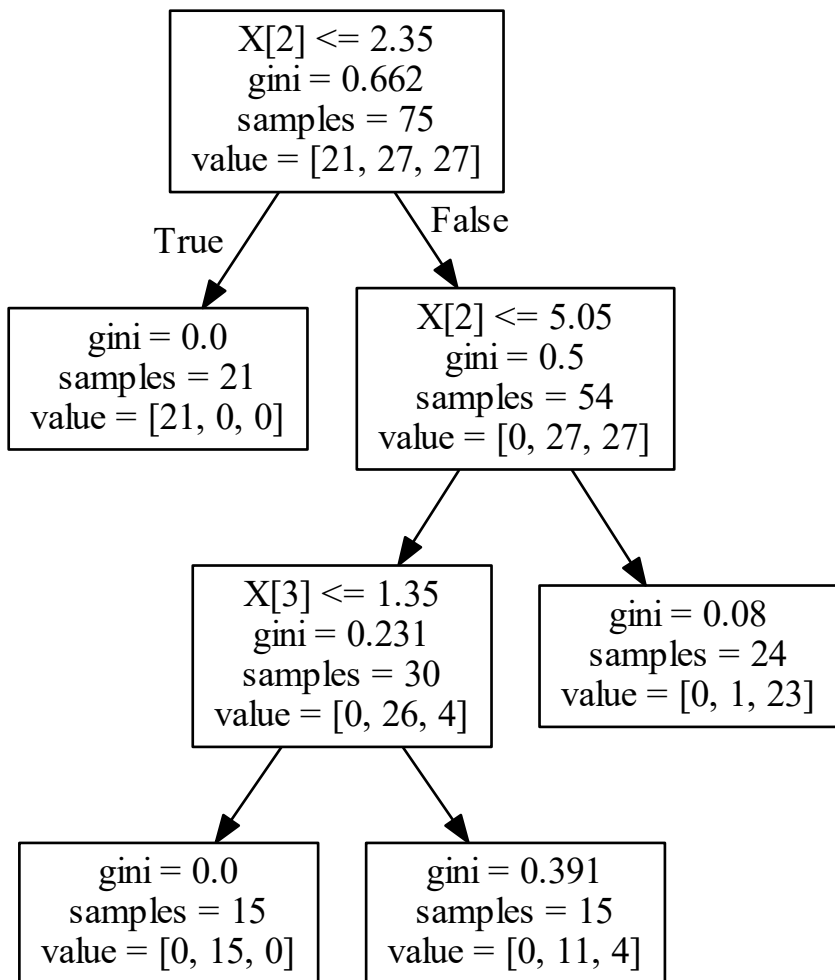 X[2] <= 2.35
gini = 0.662
samples = 75
value = [21, 27, 27]
True
False
gini = 0.0
samples = 21
value = [21, 0, 0]
X[2] <= 5.05
gini = 0.5
samples = 54
value = [0, 27, 27]
X[3] <= 1.35
gini = 0.231
samples = 30
value = [0, 26, 4]
gini = 0.08
samples = 24
value = [0, 1, 23]
gini = 0.0
samples = 15
value = [0, 15, 0]
gini = 0.391
samples = 15
value = [0, 11, 4]